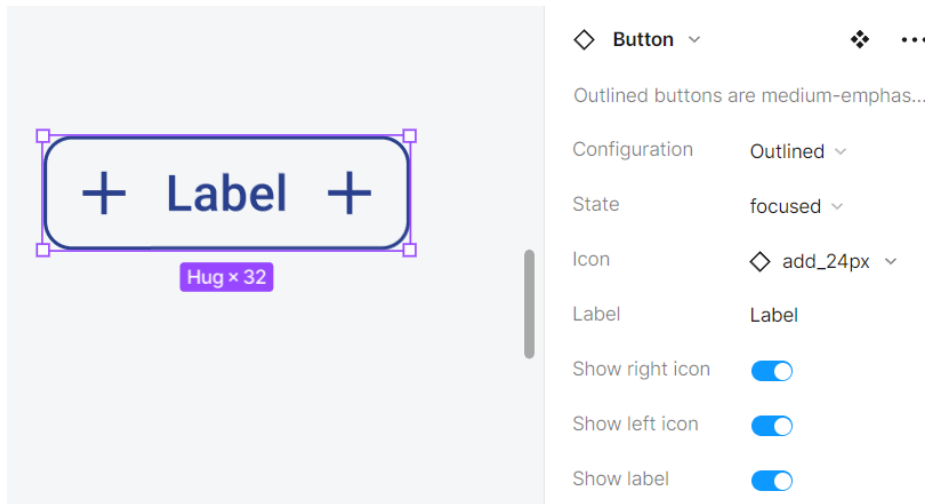 Button
Outlined buttons are medium-emphas...
Configuration Outlined
State focused
Icon add_24px
Label Label
Show right icon
Show left icon
Show label
Label
Hug × 32